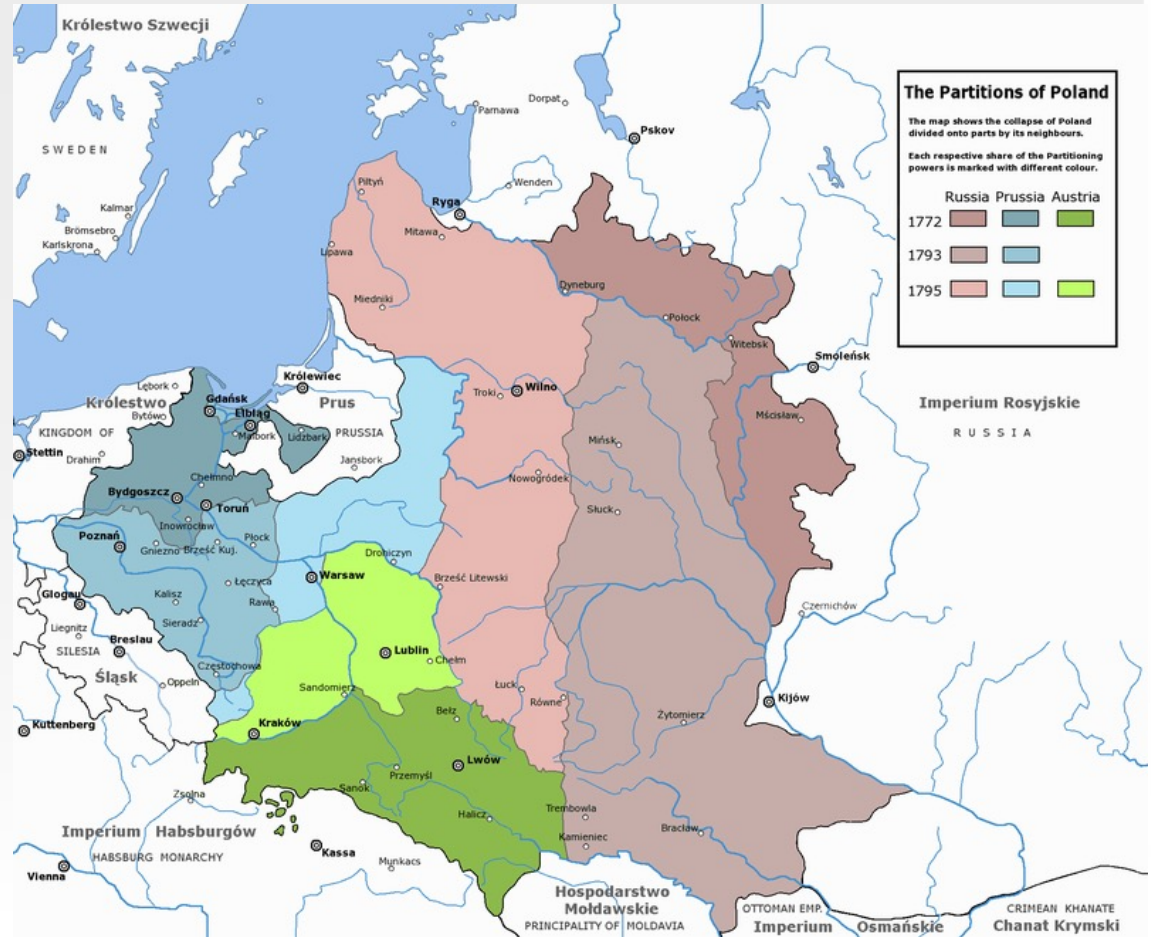 Królestwo Szwecji
SWEDEN
Kalmar
Brömsebro
Karlskrona
Parnawa
Dorpat
Pskov
Wenden
Ryga
Piltyń
Mitawa
Lipawa
Miedniki
Dyneburg
Połock
Witebsk
Smoleńsk
The Partitions of Poland
The map shows the collapse of Poland
divided onto parts by its neighbours.
Each respective share of the Partitioning
powers is marked with different colour.
Russia Prussia Austria
1772
1793
1795
Królewiec
Lębork
Królestwo
Prus
Bytów
Gdańsk
Elbląg
Malbork
Lidzbark
KINGDOM OF
PRUSSIA
Stettin
Drahim
Jansbork
Troki
Wilno
Mścisław
Imperium Rosyjskie
RUSSIA
Mińsk
Nowogródek
Słuck
Chełmno
Bydgoszcz
Toruń
Inowrocław
Poznań
Gniezno
Brześć Kuj.
Płock
Drohiczyn
Warsaw
Brześć Litewski
Łęczyca
Kalisz
Rawa
Sieradz
Glogau
Liegnitz
Breslau
SILESIA
Śląsk
Oppeln
Częstochowa
Lublin
Chełm
Czernichów
Sandomierz
Łuck
Równe
Bełz
Żytomierz
Kijów
Kuttenberg
Kraków
Lwów
Przemyśl
Sanok
Halicz
Trembowla
Kamieniec
Bracław
Zsolna
Imperium Habsburgów
HABSBURG MONARCHY
Vienna
Kassa
Munkacs
Hospodarstwo
Mołdawskie
PRINCIPALITY OF MOLDAVIA
OTTOMAN EMP.
Imperium Osmańskie
CRIMEAN KHANATE
Chanat Krymski